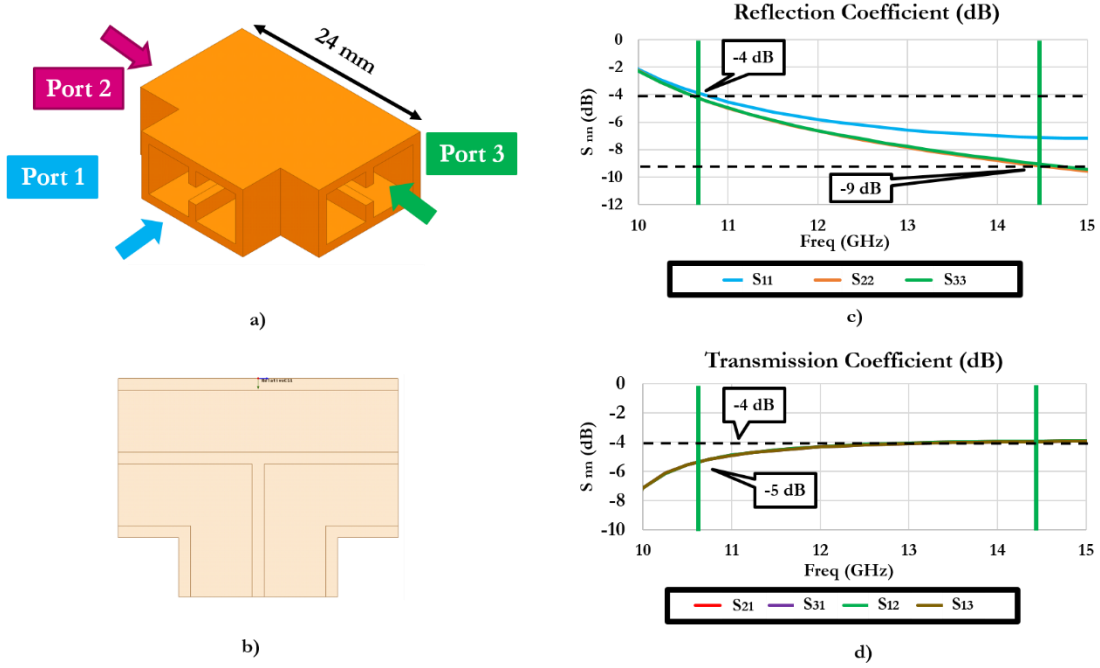 24 mm
Port 2
Port 1
Port 3
a)
b)
Reflection Coefficient (dB)
S nn (dB)
0
-2
-4
-6
-8
-10
-12
-4 dB
-9 dB
10 11 12 13 14 15
Freq (GHz)
S11 S22 S33
c)
Transmission Coefficient (dB)
S nn (dB)
0
-2
-4
-6
-8
-10
-4 dB
-5 dB
10 11 12 13 14 15
Freq (GHz)
S21 S31 S12 S13
d)